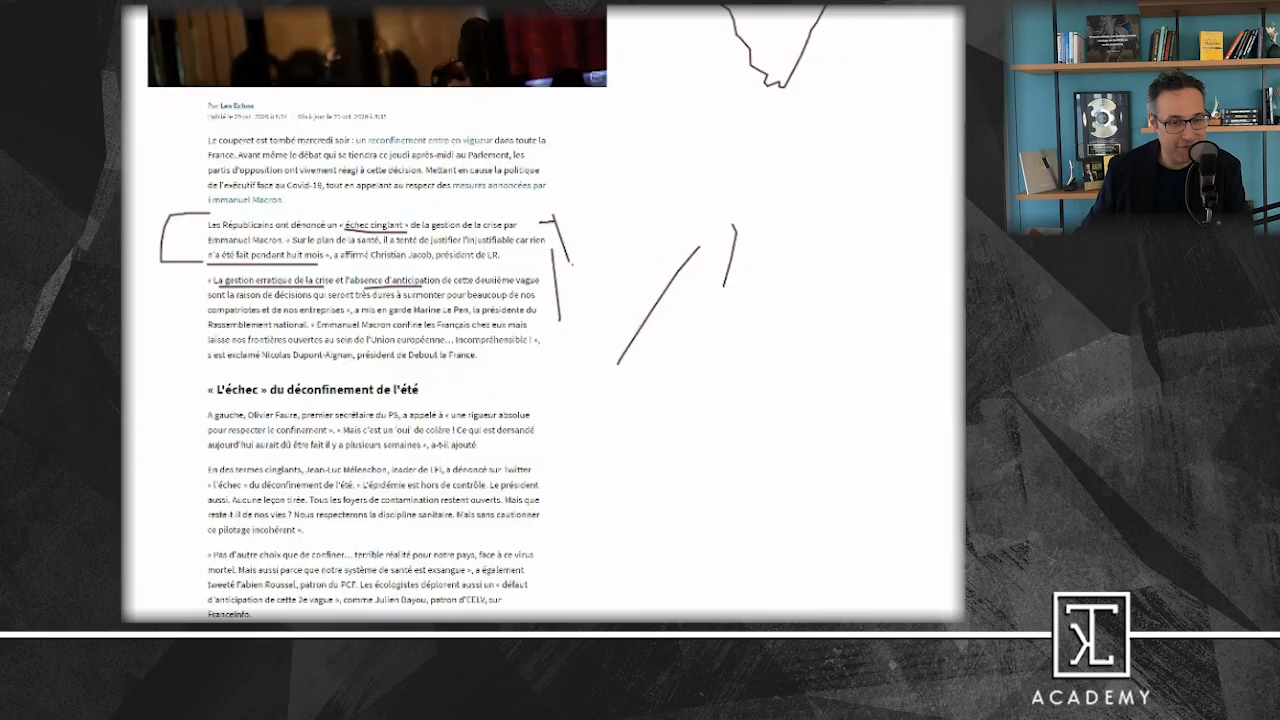 Par Les Echos
Publié le 29 oct. 2020 à Mis à jour le 29 oct. 2020 à
Le couperet est tombé mercredi soir : un reconfinement entre en vigueur dans toute la
France. Avant même le débat qui se tiendra ce jeudi après-midi au Parlement, les
partis d'opposition ont vivement réagi à cette décision. Mettant en cause la politique
de l'exécutif face au Covid-19, tout en appelant au respect des mesures annoncées par
Emmanuel Macron.
Les Républicains ont dénoncé un « échec cinglant » de la gestion de la crise par
Emmanuel Macron. « Sur le plan de la santé, il a tenté de justifier l'injustifiable car rien
n'a été fait pendant huit mois », a affirmé Christian Jacob, président de LR.
« La gestion erratique de la crise et l'absence d'anticipation de cette deuxième vague
sont la raison de décisions qui seront très dures à surmonter pour beaucoup de nos
compatriotes et de nos entreprises », a mis en garde Marine Le Pen, la présidente du
Rassemblement national. « Emmanuel Macron confine les Français chez eux mais
laisse nos frontières ouvertes au sein de l'Union européenne... Incompréhensible ! »,
s'est exclamé Nicolas Dupont-Aignan, président de Debout la France.
« L'échec » du déconfinement de l'été
A gauche, Olivier Faure, premier secrétaire du PS, a appelé à « une rigueur absolue
pour respecter le confinement ». « Mais c'est un 'oui' de colère ! Ce qui est demandé
aujourd'hui aurait dû être fait il y a plusieurs semaines », a-t-il ajouté.
En des termes cinglants, Jean-Luc Mélenchon, leader de LFI, a dénoncé sur Twitter
« l'échec » du déconfinement de l'été. « L'épidémie est hors de contrôle. Le président
aussi. Aucune leçon tirée. Tous les foyers de contamination restent ouverts. Mais que
reste-t-il de nos vies ? Nous respecterons la discipline sanitaire. Mais sans cautionner
ce pilotage incohérent ».
« Pas d'autre choix que de confiner... terrible réalité pour notre pays, face à ce virus
mortel. Mais aussi parce que notre système de santé est exsangue », a également
tweeté Fabien Roussel, patron du PCF. Les écologistes déplorent aussi un « défaut
d'anticipation de cette 2e vague », comme Julien Bayou, patron d'EELV, sur
FranceInfo.
ACADEMY